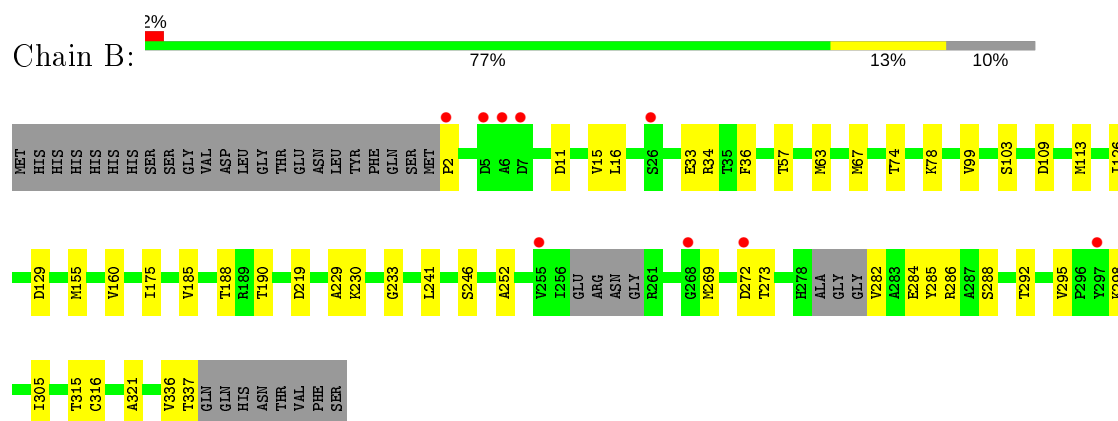 2%
Chain B:
77% 13% 10%
MET HIS HIS HIS HIS HIS HIS SER SER GLY VAL ASP LEU GLY THR GLU ASN LEU TYR PHE GLN SER MET P2 D5 A6 D7 D11 V15 L16 S26 E33 R34 T35 F36 T57 M63 M67 T74 K78 V99 S103 D109 M113
D129 M155 V160 I175 V185 T188 R189 T190 D219 A229 K230 G233 L241 S246 A252 V255 I256 GLU ARG ASN GLY R261 G268 M269 D272 T273 H278 ALA GLY GLY V282 A283 E284 Y285 R286 A287 S288 T292 V295 P296 Y297 K298
I305 T315 C316 A321 V336 T337 GLN GLN HIS ASN THR VAL PHE SER